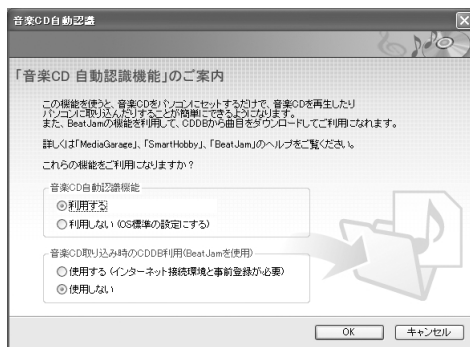 音楽CD自動認識
「音楽CD 自動認識機能」のご案内
この機能を使うと、音楽CDをパソコンにセットするだけで、音楽CDを再生したり
パソコンに取り込んだりすることが簡単にできるようになります。
また、BeatJamの機能を利用して、CDDBから曲目をダウンロードしてご利用になれます。
詳しくは「MediaGarage」、「SmartHobby」、「BeatJam」のヘルプをご覧ください。
これらの機能をご利用になりますか？
音楽CD自動認識機能
利用する
利用しない (OS標準の設定にする)
音楽CD取り込み時のCDDB利用(BeatJamを使用)
使用する (インターネット接続環境と事前登録が必要)
使用しない
OK キャンセル